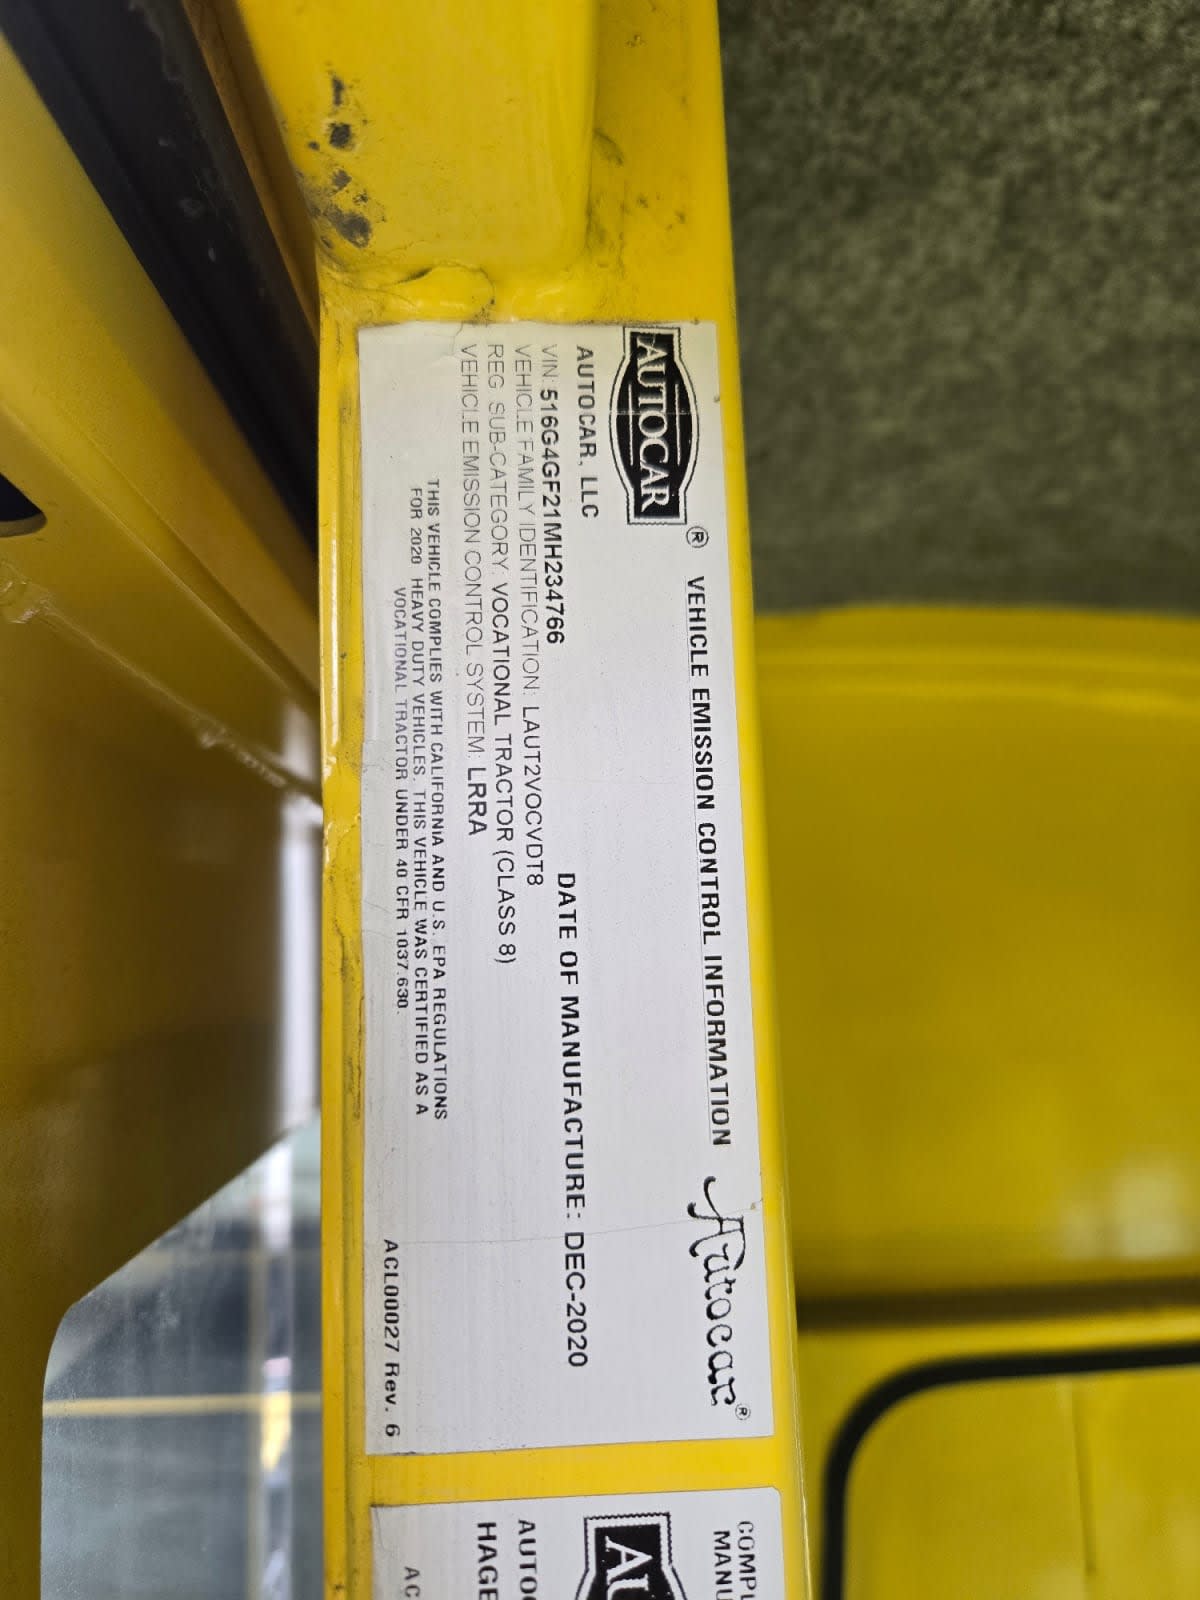 AUTOCAR ® VEHICLE EMISSION CONTROL INFORMATION Autocar ®
AUTOCAR, LLC
DATE OF MANUFACTURE: DEC-2020
VIN: 516G4GF21MH234766
VEHICLE FAMILY IDENTIFICATION: LAUT2VOCVDT8
REG. SUB-CATEGORY: VOCATIONAL TRACTOR (CLASS 8)
VEHICLE EMISSION CONTROL SYSTEM: LRRA
THIS VEHICLE COMPLIES WITH CALIFORNIA AND U.S. EPA REGULATIONS
FOR 2020 HEAVY DUTY VEHICLES. THIS VEHICLE WAS CERTIFIED AS A
VOCATIONAL TRACTOR UNDER 40 CFR 1037.630.
ACL00027 Rev. 6
COMPL
MANU
AU
AUTO
HAGE
AC